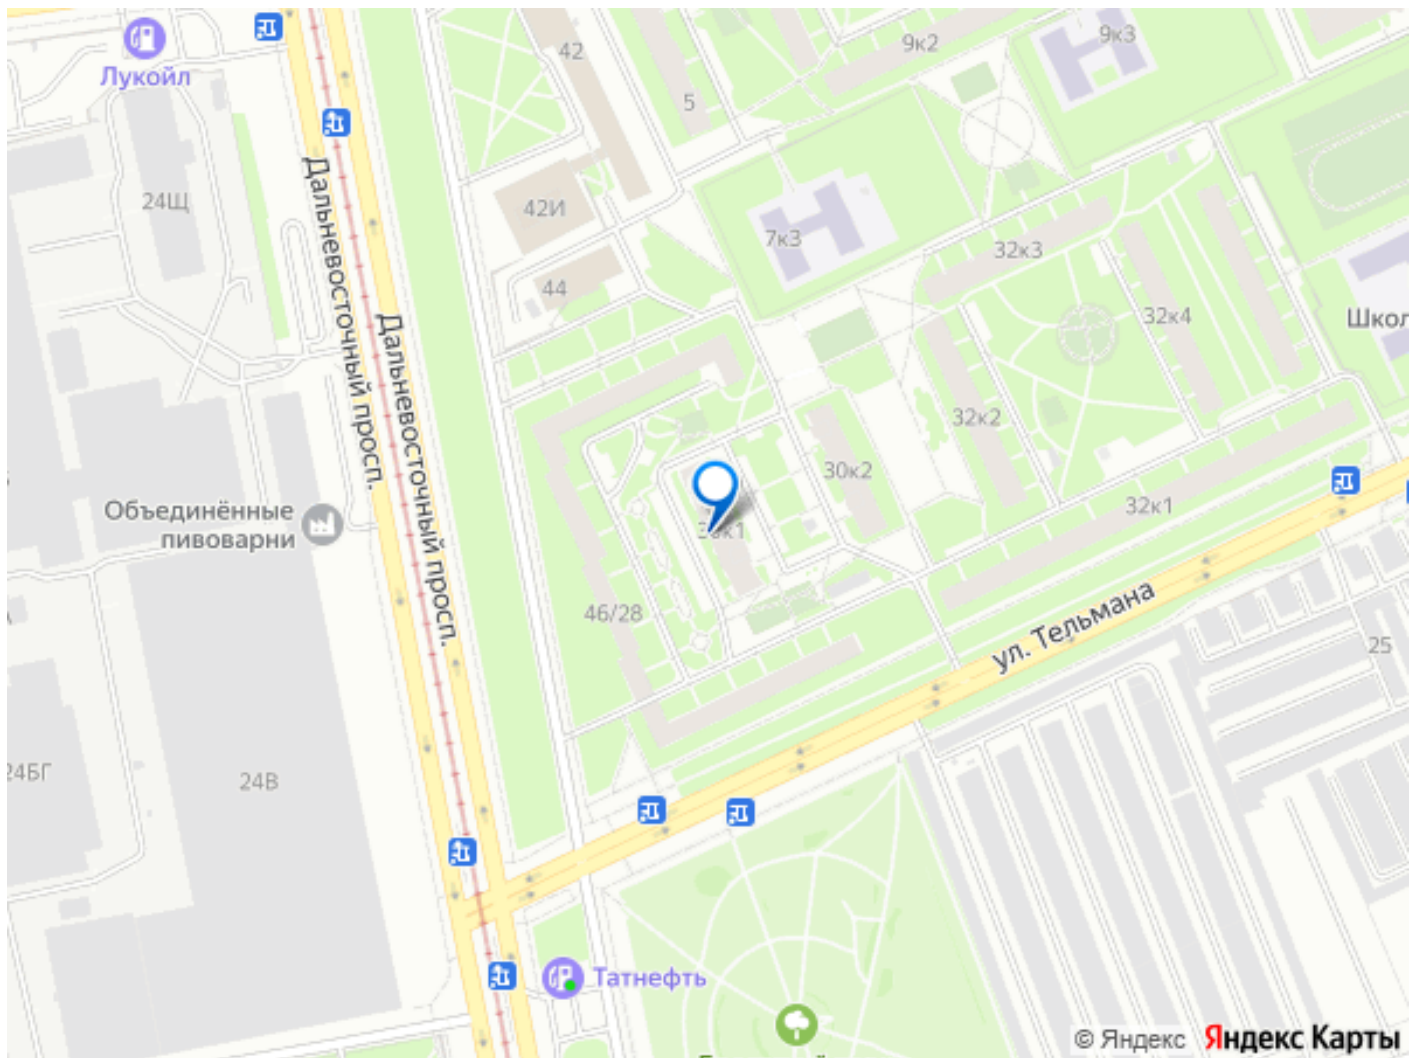 Лукойл
42
9к2
9к3
5
24Щ
42И
7к3
32к3
44
32к4
Школ
Дальневосточный просп.
Дальневосточный просп.
32к2
30к2
32к1
Объединённые
пивоварни
46/28
ул. Тельмана
25
24БГ
24В
Татнефть
© Яндекс Яндекс Карты